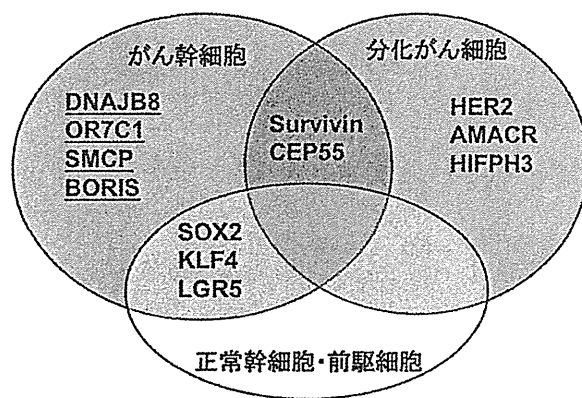 がん幹細胞
分化がん細胞
DNAJB8
OR7C1
SMCP
BORIS
Survivin
CEP55
HER2
AMACR
HIFPH3
SOX2
KLF4
LGR5
正常幹細胞・前駆細胞